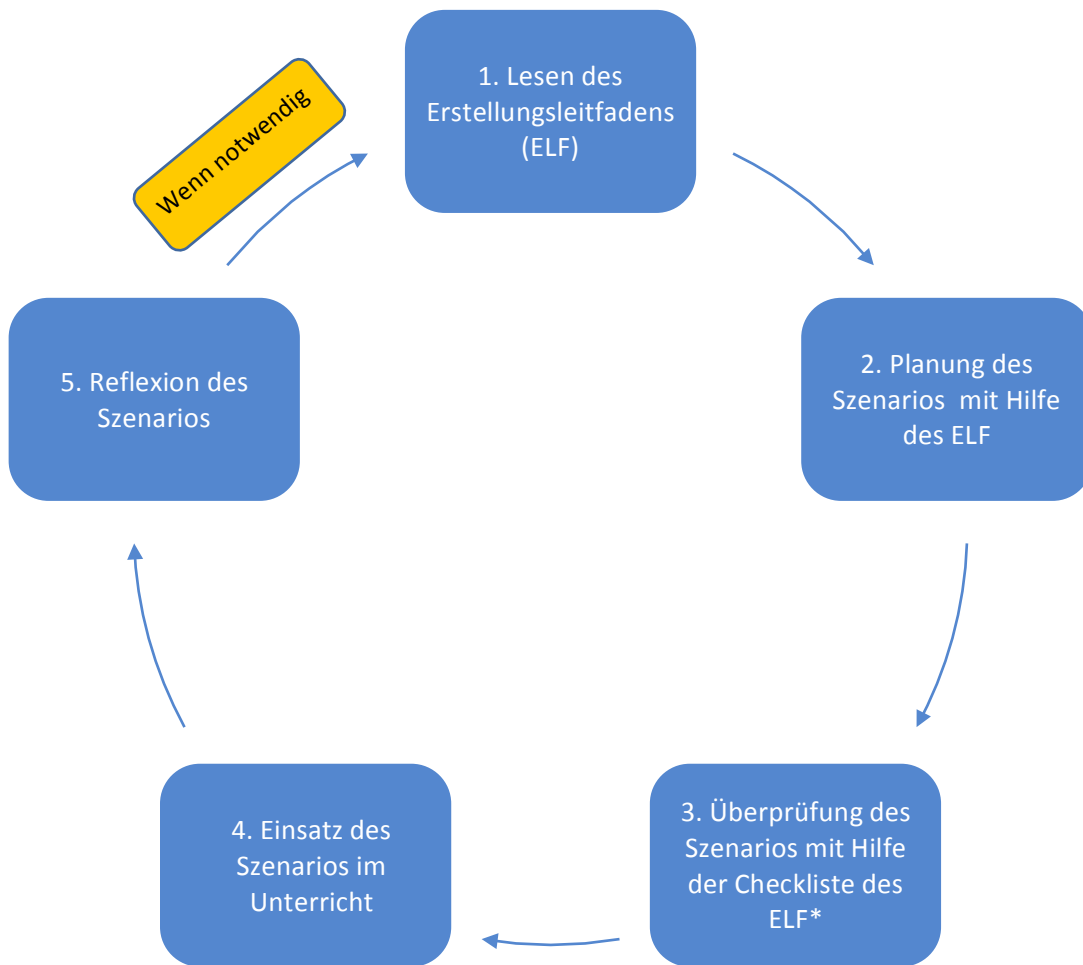 1. Lesen des
Erstellungsleitfadens
(ELF)
Wenn notwendig
2. Planung des
Szenarios  mit Hilfe
des ELF
3. Überprüfung des
Szenarios mit Hilfe
der Checkliste des
ELF*
4. Einsatz des
Szenarios im
Unterricht
5. Reflexion des
Szenarios